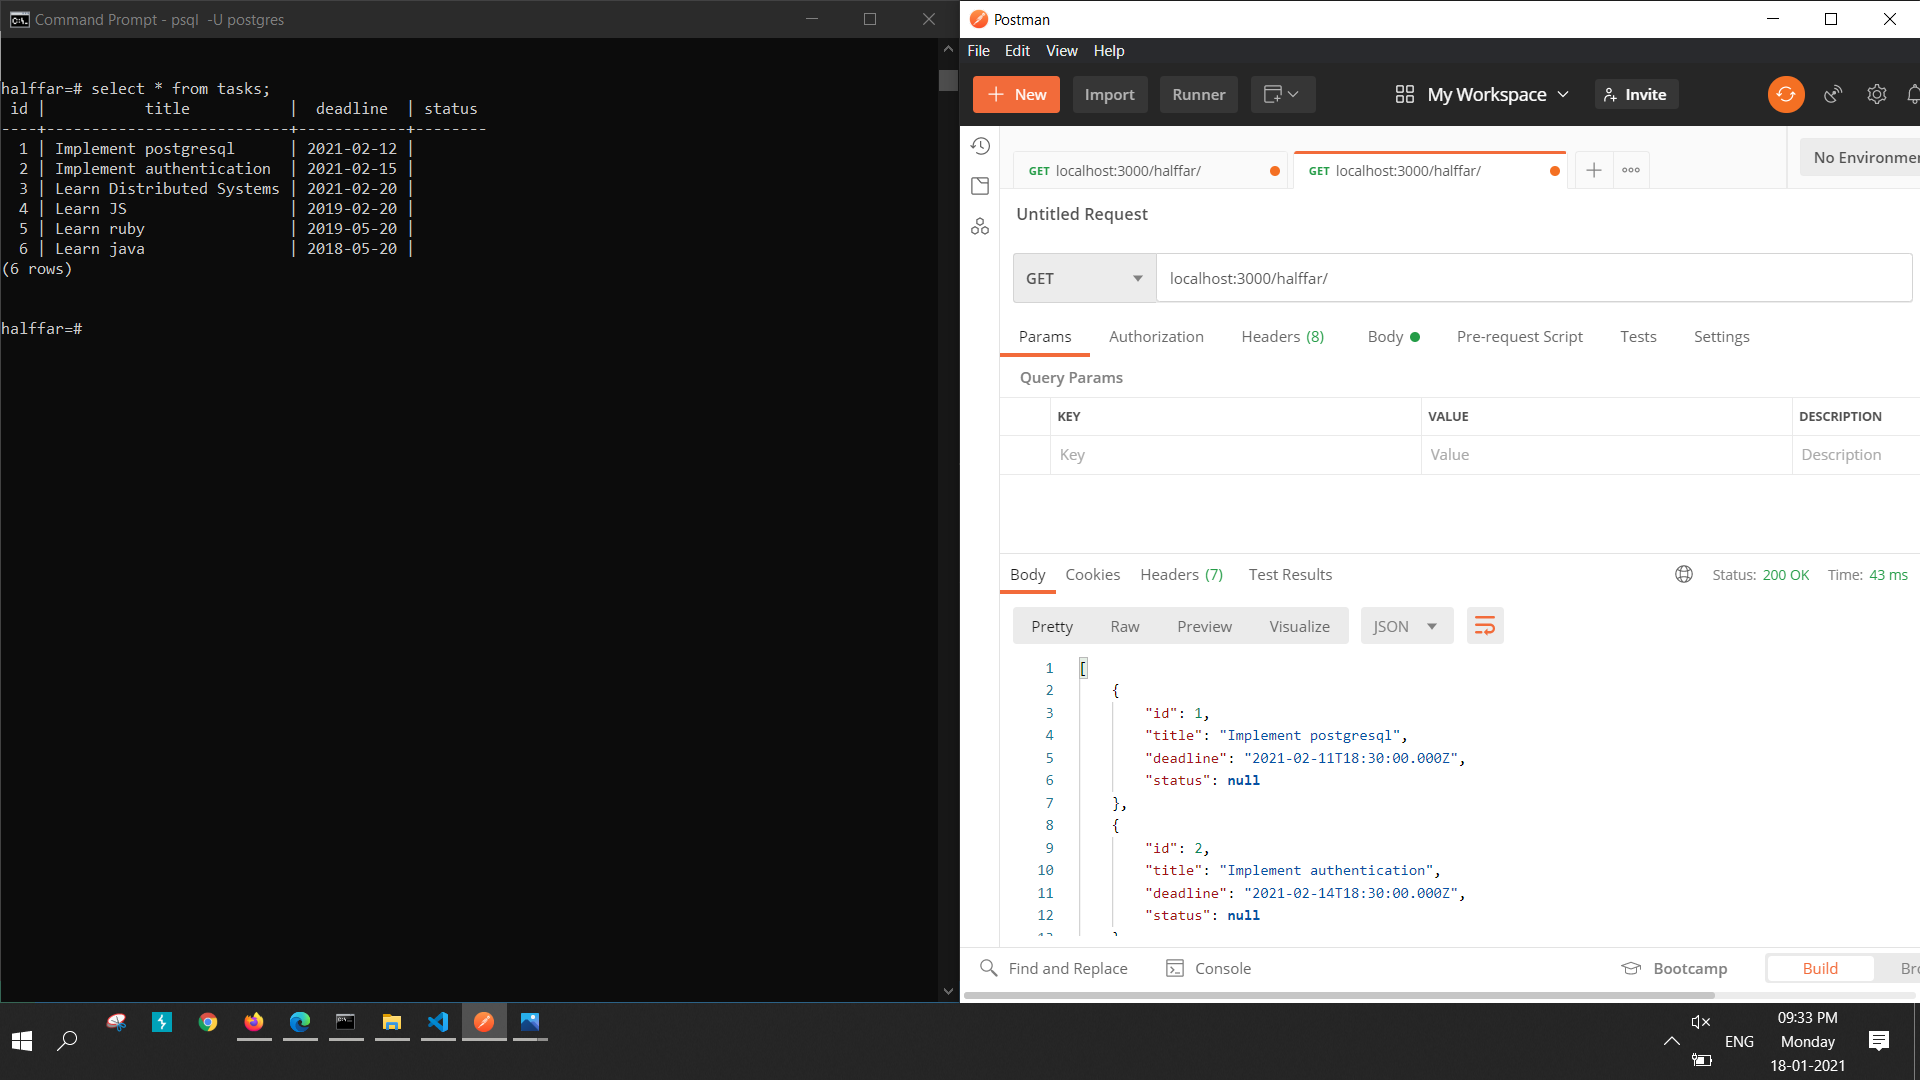 Command Prompt - psql  -U postgres
halffar=# select * from tasks;
 id |           title           |  deadline  | status
----+---------------------------+------------+--------
  1 | Implement postgresql      | 2021-02-12 |
  2 | Implement authentication  | 2021-02-15 |
  3 | Learn Distributed Systems | 2021-02-20 |
  4 | Learn JS                  | 2019-02-20 |
  5 | Learn ruby                | 2019-05-20 |
  6 | Learn java                | 2018-05-20 |
(6 rows)
halffar=#
Postman
File Edit View Help
New Import Runner My Workspace Invite
GET localhost:3000/halffar/ GET localhost:3000/halffar/ No
Untitled Request
GET localhost:3000/halffar/
Params Authorization Headers (8) Body Pre-request Script Tests Settings
Query Params
KEY VALUE DESCRIPTION
Key Value Description
Body Cookies Headers (7) Test Results Status: 200 OK Time: 43 ms
Pretty Raw Preview Visualize JSON
1 [
2 {
3 "id": 1,
4 "title": "Implement postgresql",
5 "deadline": "2021-02-11T18:30:00.000Z",
6 "status": null
7 },
8 {
9 "id": 2,
10 "title": "Implement authentication",
11 "deadline": "2021-02-14T18:30:00.000Z",
12 "status": null
Find and Replace Console Bootcamp Build
09:33 PM
ENG Monday
18-01-2021